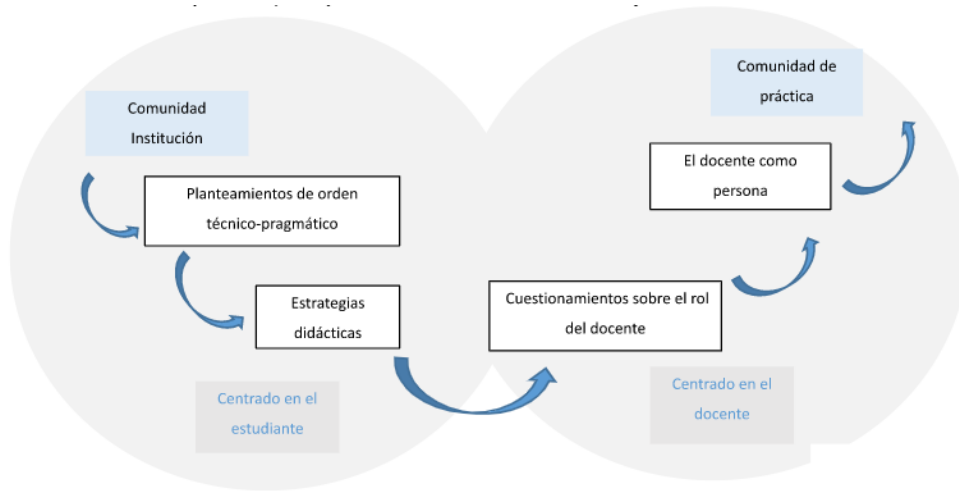 Comunidad
Institución
Planteamientos de orden
técnico-pragmático
Estrategias
didácticas
Centrado en el
estudiante
Comunidad de
práctica
El docente como
persona
Cuestionamientos sobre el rol
del docente
Centrado en el
docente